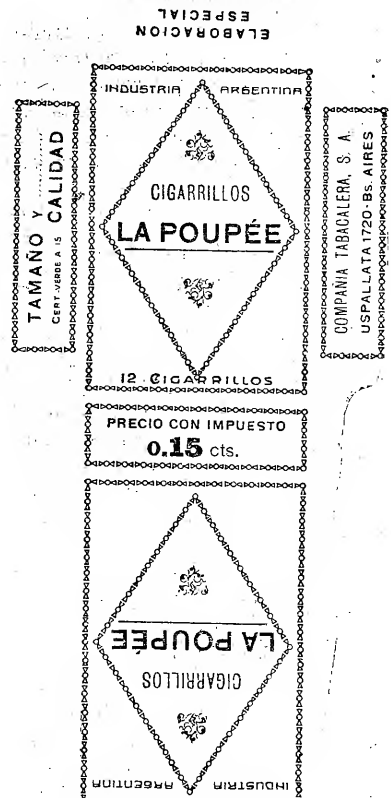 ELABORACION
ESPECIAL
INDUSTRIA ARGENTINA
CIGARRILLOS
LA POUPÉE
12 CIGARRILLOS
TAMAÑO Y CALIDAD
CERT. VERDE A 15
COMPAÑIA TABACALERA, S. A.
USPALLATA 1720-Bs. AIRES
PRECIO CON IMPUESTO
0.15 cts.
INDUSTRIA ARGENTINA
CIGARRILLOS
LA POUPÉE